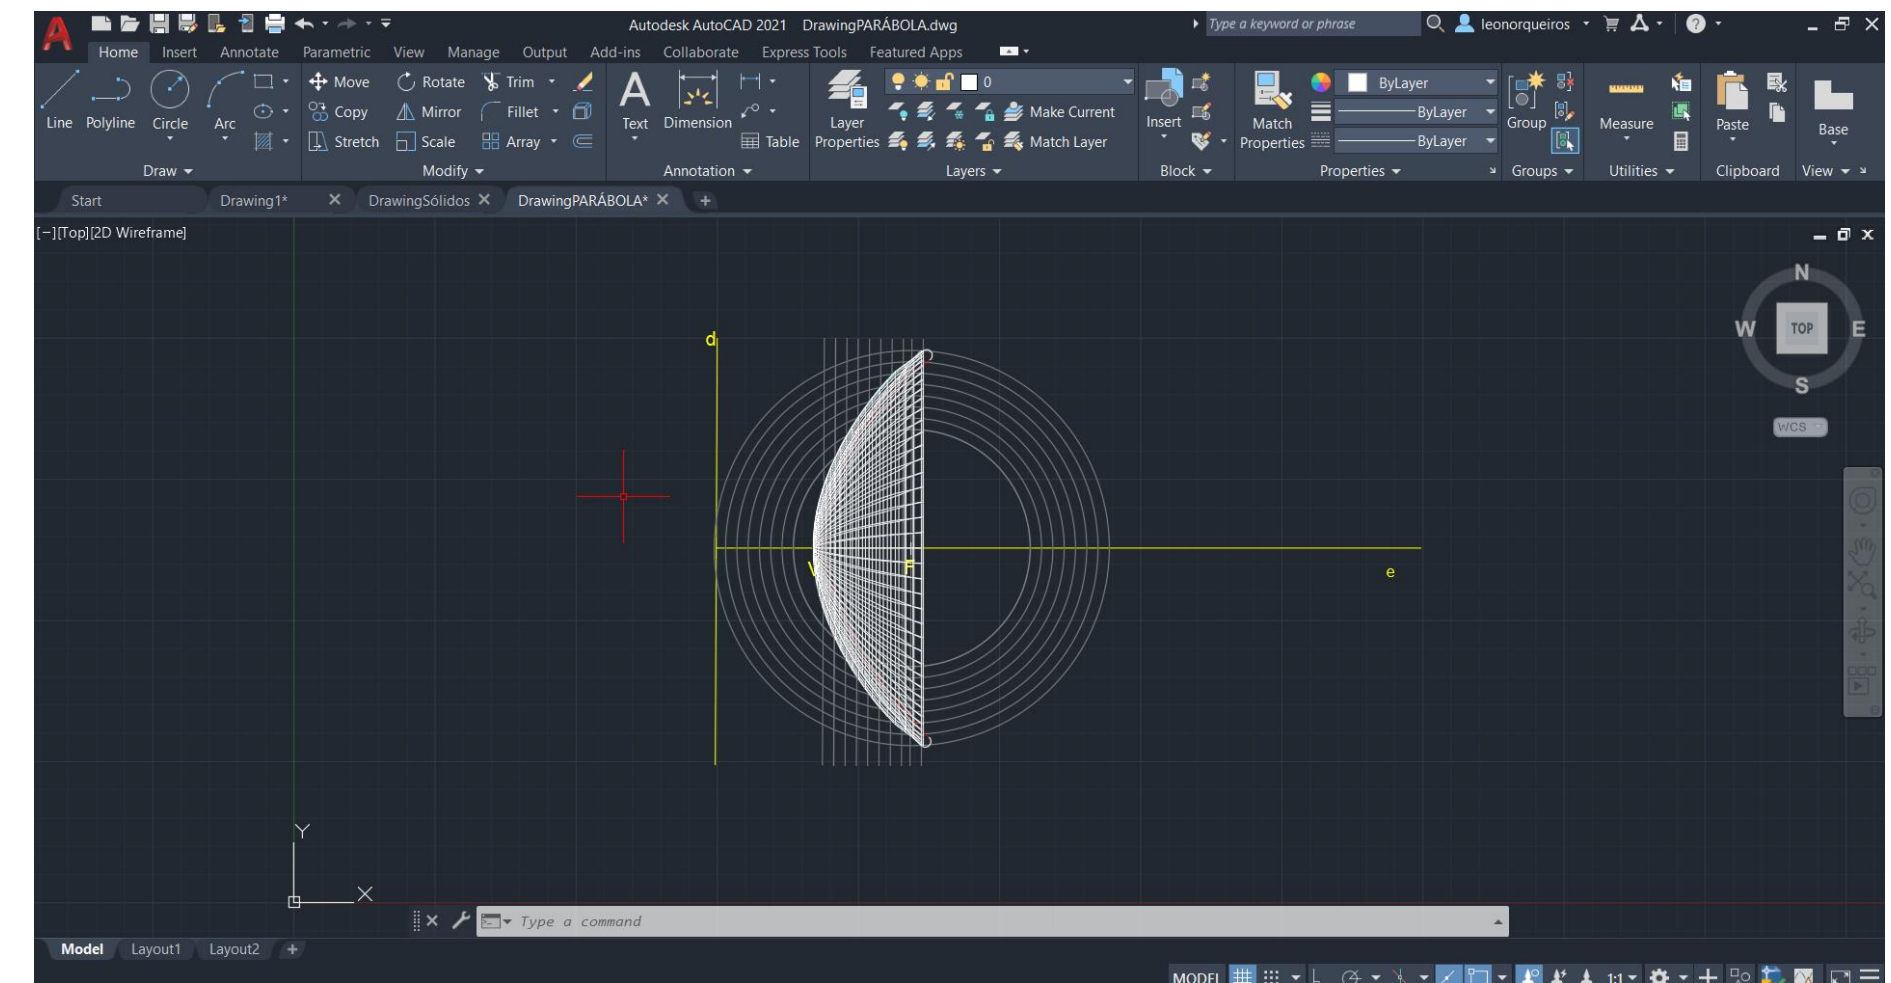 Autodesk AutoCAD 2021 DrawingPARÁBOLA.dwg
Type a keyword or phrase
leonorqueiros
Home Insert Annotate Parametric View Manage Output Add-ins Collaborate Express Tools Featured Apps
Move Rotate Trim 0 ByLayer
Copy Mirror Fillet Make Current ByLayer
Line Polyline Circle Arc Text Dimension Layer Insert Match Group Measure Paste Base
Stretch Scale Array Table Properties Match Layer Properties ByLayer
Draw Modify Annotation Layers Block Properties Groups Utilities Clipboard View
Start Drawing1* DrawingSólidos DrawingPARÁBOLA* +
[−][Top][2D Wireframe]
N
W TOP E
S
WCS
d
V F e
Y
X
Type a command
Model Layout1 Layout2 +
MODEL 1:1